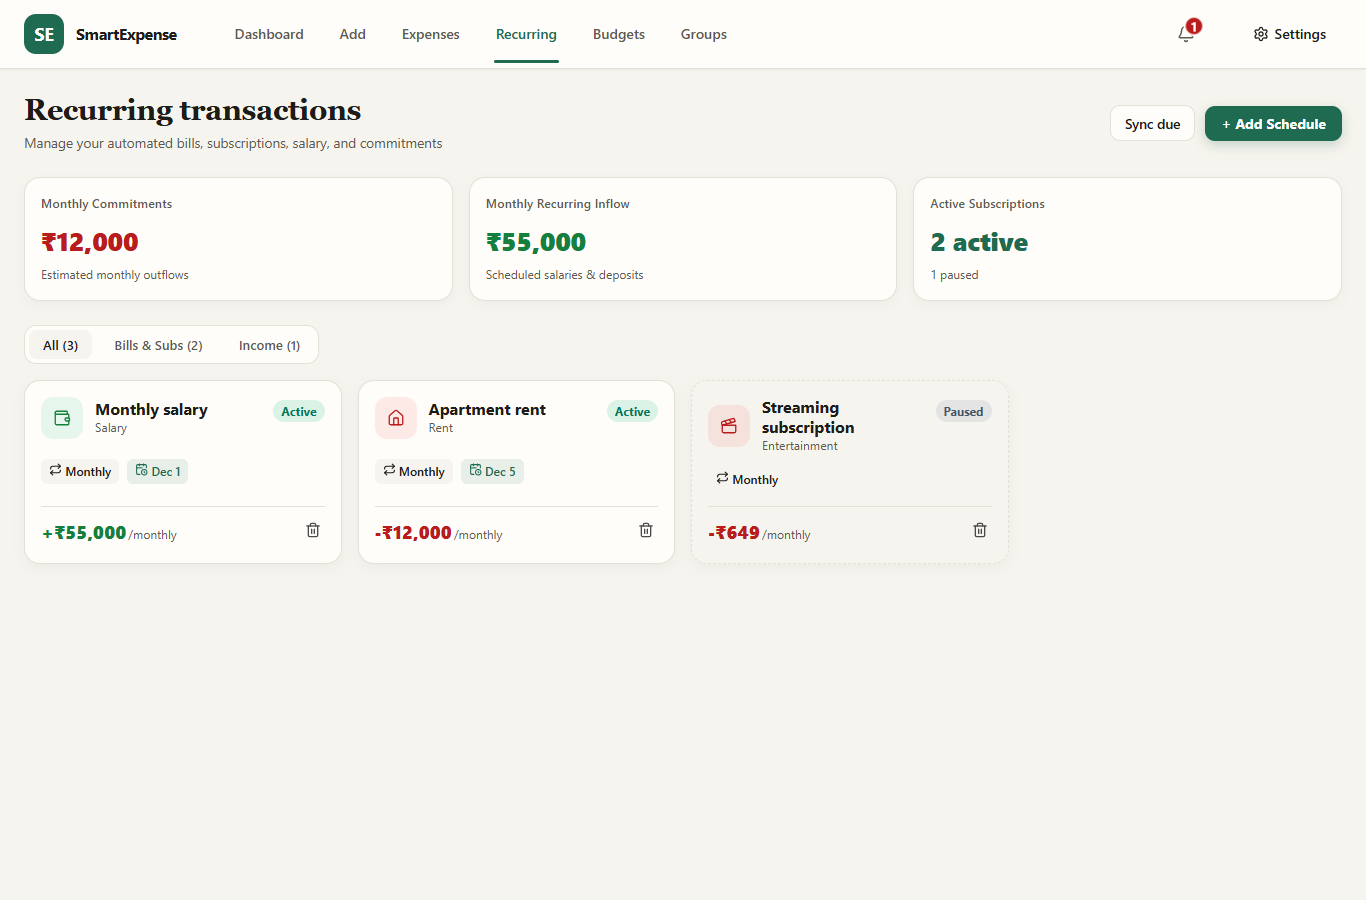 SE SmartExpense Dashboard Add Expenses Recurring Budgets Groups 1 Settings
Recurring transactions
Manage your automated bills, subscriptions, salary, and commitments
Sync due + Add Schedule
Monthly Commitments
₹12,000
Estimated monthly outflows
Monthly Recurring Inflow
₹55,000
Scheduled salaries & deposits
Active Subscriptions
2 active
1 paused
All (3) Bills & Subs (2) Income (1)
Monthly salary Active
Salary
Monthly Dec 1
+₹55,000 /monthly
Apartment rent Active
Rent
Monthly Dec 5
-₹12,000 /monthly
Streaming
subscription
Paused
Entertainment
Monthly
-₹649 /monthly